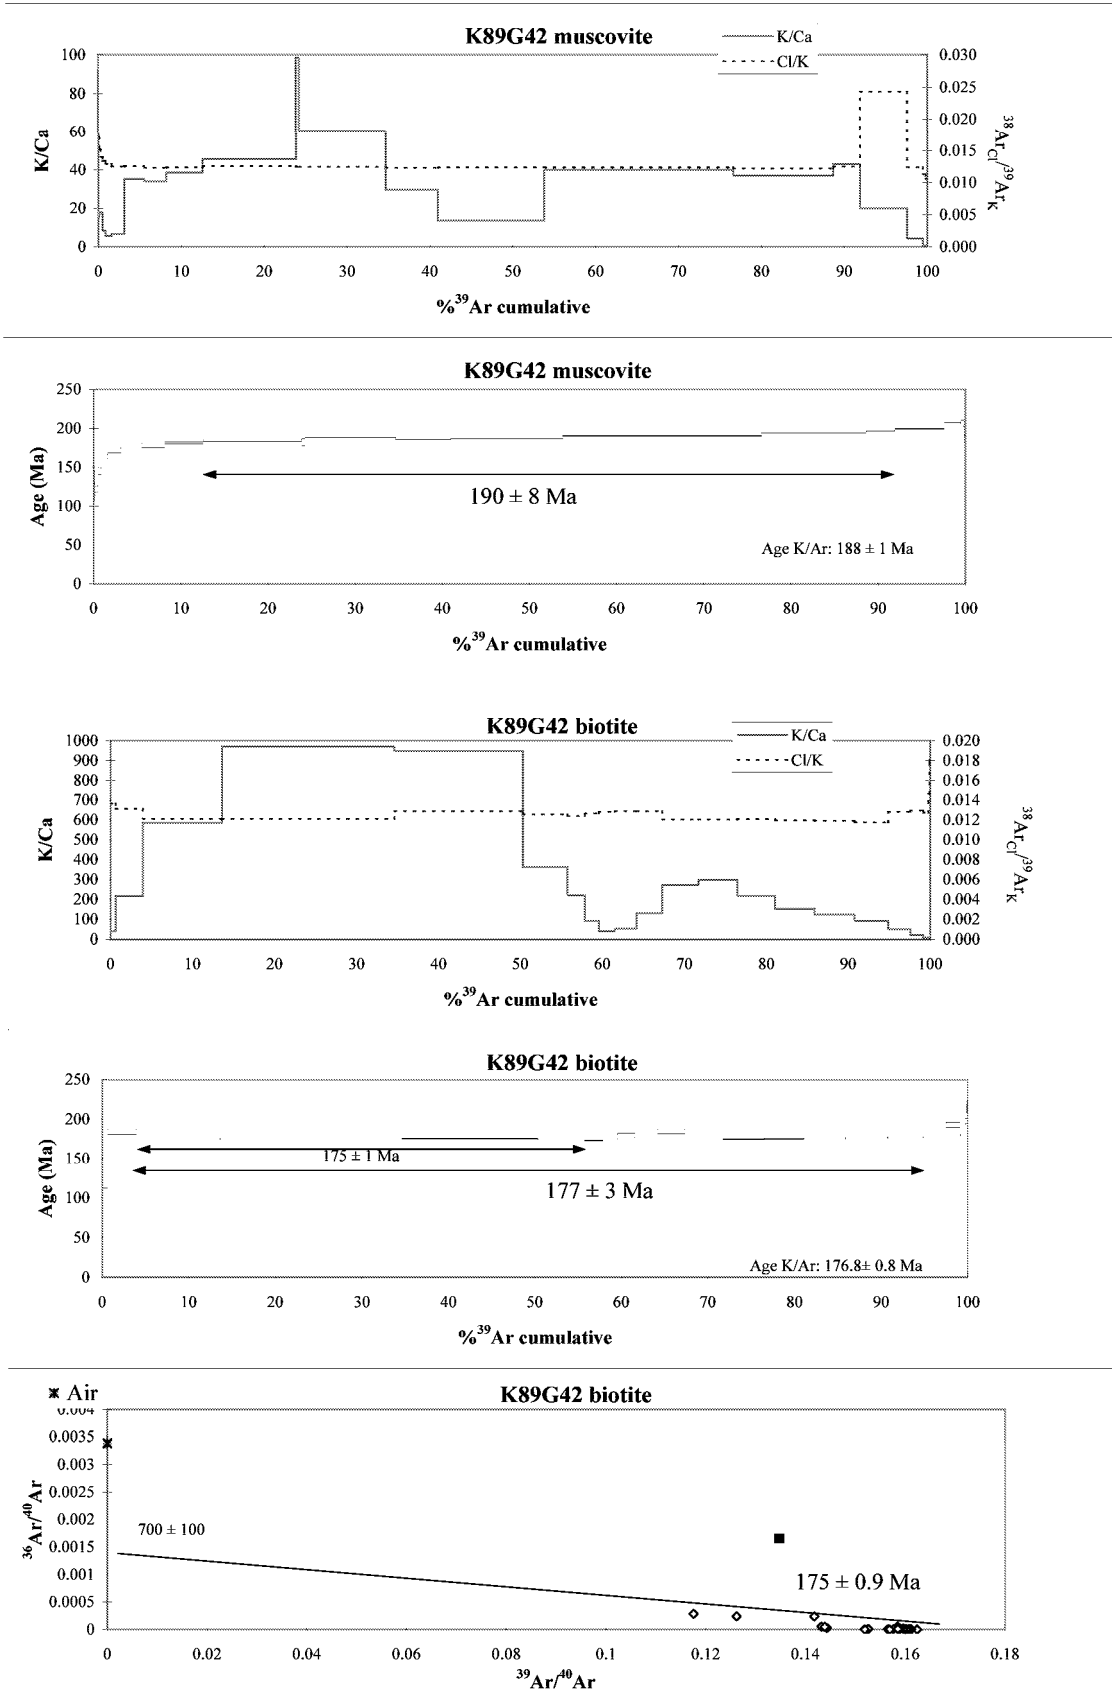 K89G42 muscovite
K/Ca
Cl/K
100
80
60
40
20
0
K/Ca
0.030
0.025
0.020
0.015
0.010
0.005
0.000
38ArCl/39ArK
0 10 20 30 40 50 60 70 80 90 100
%39Ar cumulative
K89G42 muscovite
250
200
150
100
50
0
Age (Ma)
190 ± 8 Ma
Age K/Ar: 188 ± 1 Ma
0 10 20 30 40 50 60 70 80 90 100
%39Ar cumulative
K89G42 biotite
K/Ca
Cl/K
1000
900
800
700
600
500
400
300
200
100
0
K/Ca
0.020
0.018
0.016
0.014
0.012
0.010
0.008
0.006
0.004
0.002
0.000
38ArCl/39ArK
0 10 20 30 40 50 60 70 80 90 100
%39Ar cumulative
K89G42 biotite
250
200
150
100
50
0
Age (Ma)
175 ± 1 Ma
177 ± 3 Ma
Age K/Ar: 176.8± 0.8 Ma
0 10 20 30 40 50 60 70 80 90 100
%39Ar cumulative
Air
K89G42 biotite
0.004
0.0035
0.003
0.0025
0.002
0.0015
0.001
0.0005
0
36Ar/40Ar
700 ± 100
175 ± 0.9 Ma
0 0.02 0.04 0.06 0.08 0.1 0.12 0.14 0.16 0.18
39Ar/40Ar